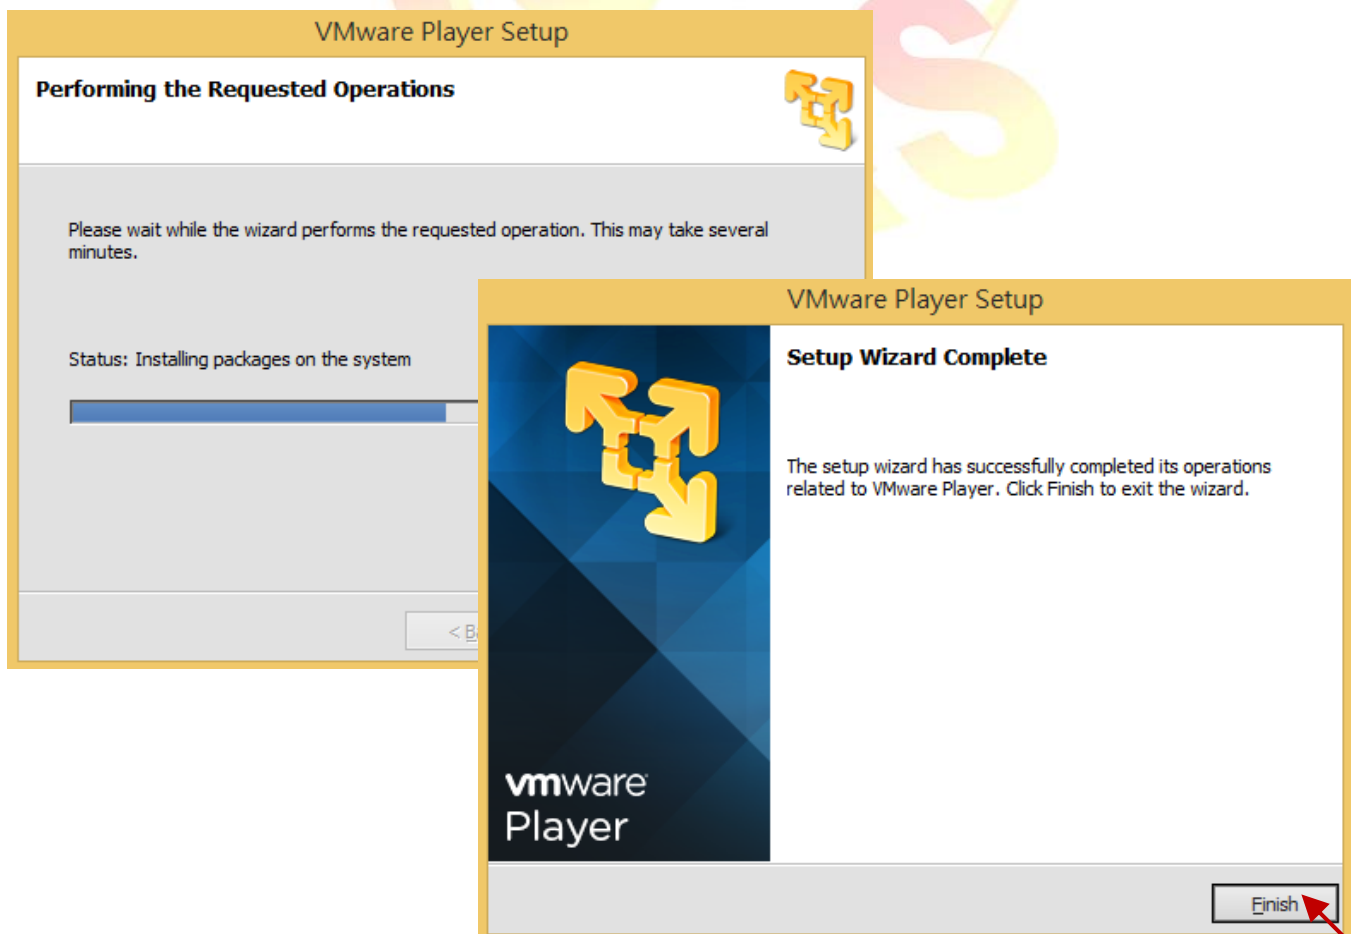 VMware Player Setup
Performing the Requested Operations
Please wait while the wizard performs the requested operation. This may take several
minutes.
Status: Installing packages on the system
VMware Player Setup
Setup Wizard Complete
The setup wizard has successfully completed its operations
related to VMware Player. Click Finish to exit the wizard.
vmware
Player
Finish